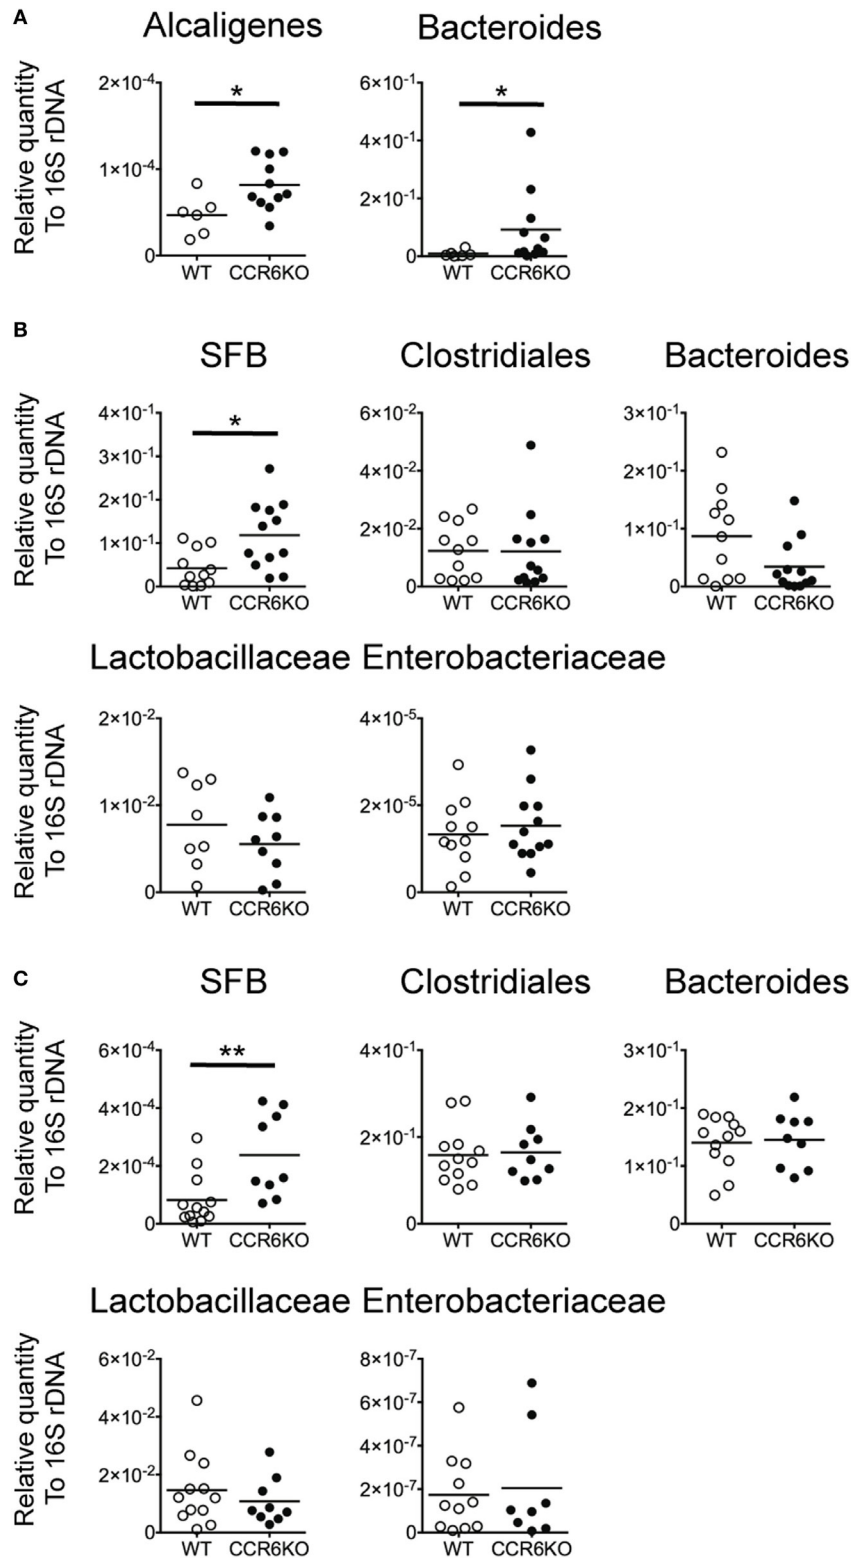 A
Alcaligenes Bacteroides
Relative quantity
To 16S rDNA
2×10-4
1×10-4
0
*
WT CCR6KO
6×10-1
4×10-1
2×10-1
0
*
WT CCR6KO
B
SFB Clostridiales Bacteroides
Relative quantity
To 16S rDNA
4×10-1
3×10-1
2×10-1
1×10-1
0
*
WT CCR6KO
6×10-2
4×10-2
2×10-2
0
WT CCR6KO
3×10-1
2×10-1
1×10-1
0
WT CCR6KO
Lactobacillaceae Enterobacteriaceae
Relative quantity
To 16S rDNA
2×10-2
1×10-2
0
WT CCR6KO
4×10-5
2×10-5
0
WT CCR6KO
C
SFB Clostridiales Bacteroides
Relative quantity
To 16S rDNA
6×10-4
4×10-4
2×10-4
0
**
WT CCR6KO
4×10-1
2×10-1
0
WT CCR6KO
3×10-1
2×10-1
1×10-1
0
WT CCR6KO
Lactobacillaceae Enterobacteriaceae
Relative quantity
To 16S rDNA
6×10-2
4×10-2
2×10-2
0
WT CCR6KO
8×10-7
6×10-7
4×10-7
2×10-7
0
WT CCR6KO